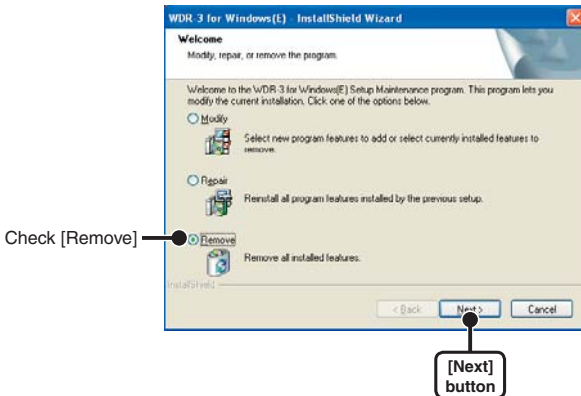 WDR-3 for Windows(E) - InstallShield Wizard
Welcome
Modify, repair, or remove the program.
Welcome to the WDR-3 for Windows(E) Setup Maintenance program. This program lets you
modify the current installation. Click one of the options below.
Modify
Select new program features to add or select currently installed features to
remove.
Repair
Reinstall all program features installed by the previous setup.
Check [Remove]
Remove
Remove all installed features.
InstallShield
< Back
Next >
Cancel
[Next]
button